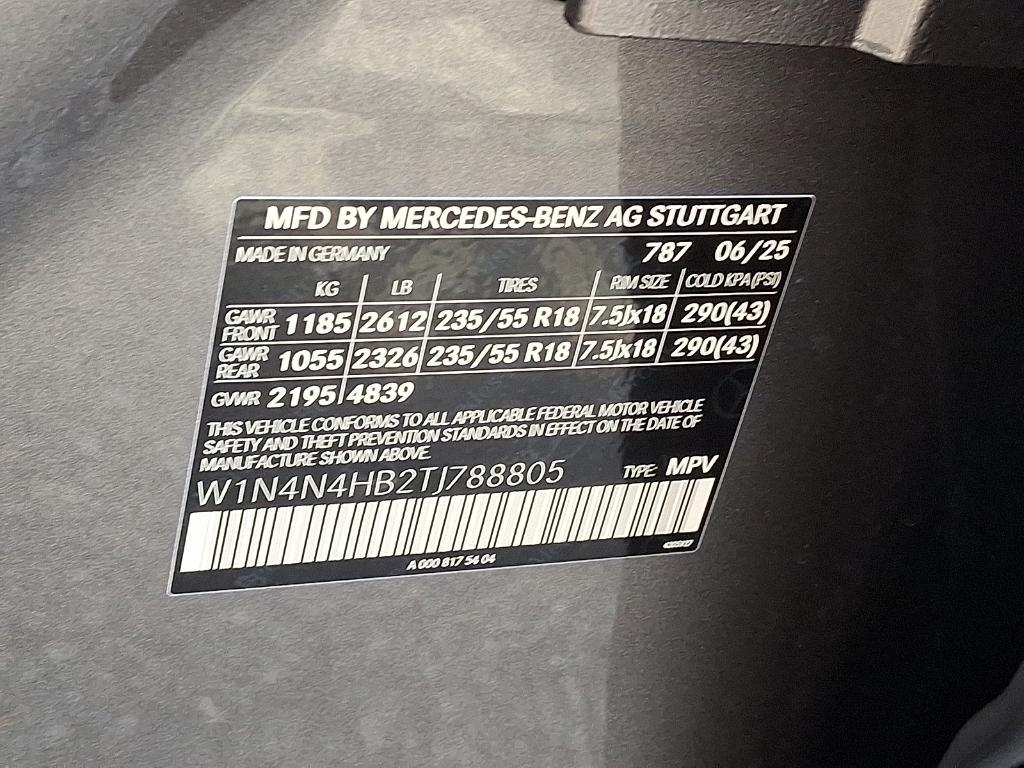 MFD BY MERCEDES-BENZ AG STUTTGART
MADE IN GERMANY 787 06/25
KG LB TIRES RIM SIZE COLD KPA(PSI)
GAWR FRONT 1185 2612 235/55 R18 7.5Jx18 290(43)
GAWR REAR 1055 2326 235/55 R18 7.5Jx18 290(43)
GVWR 2195 4839
THIS VEHICLE CONFORMS TO ALL APPLICABLE FEDERAL MOTOR VEHICLE
SAFETY AND THEFT PREVENTION STANDARDS IN EFFECT ON THE DATE OF
MANUFACTURE SHOWN ABOVE.
W1N4N4HB2TJ788805 TYPE: MPV
A 000 817 54 04